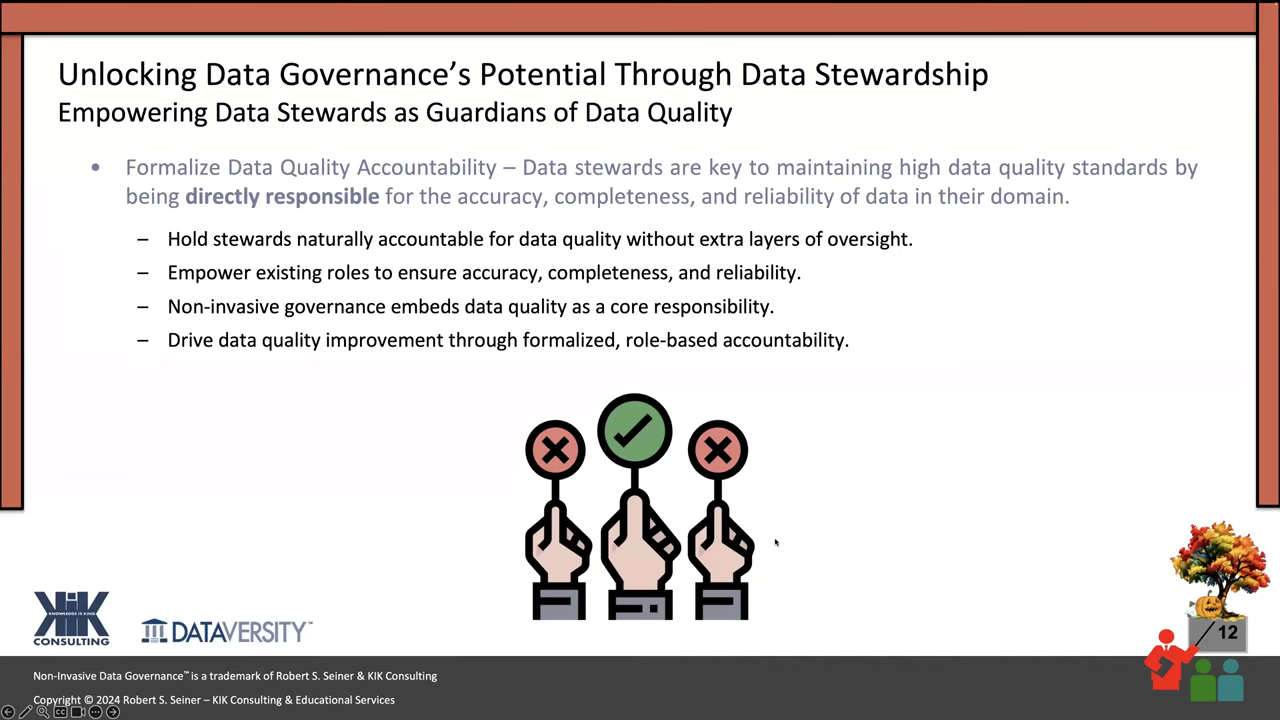 Unlocking Data Governance's Potential Through Data Stewardship
Empowering Data Stewards as Guardians of Data Quality
• Formalize Data Quality Accountability – Data stewards are key to maintaining high data quality standards by
being directly responsible for the accuracy, completeness, and reliability of data in their domain.
– Hold stewards naturally accountable for data quality without extra layers of oversight.
– Empower existing roles to ensure accuracy, completeness, and reliability.
– Non-invasive governance embeds data quality as a core responsibility.
– Drive data quality improvement through formalized, role-based accountability.
KIK
KNOWLEDGE IS KING
CONSULTING
DATAVERSITY™
12
Non-Invasive Data Governance™ is a trademark of Robert S. Seiner & KIK Consulting
Copyright © 2024 Robert S. Seiner – KIK Consulting & Educational Services